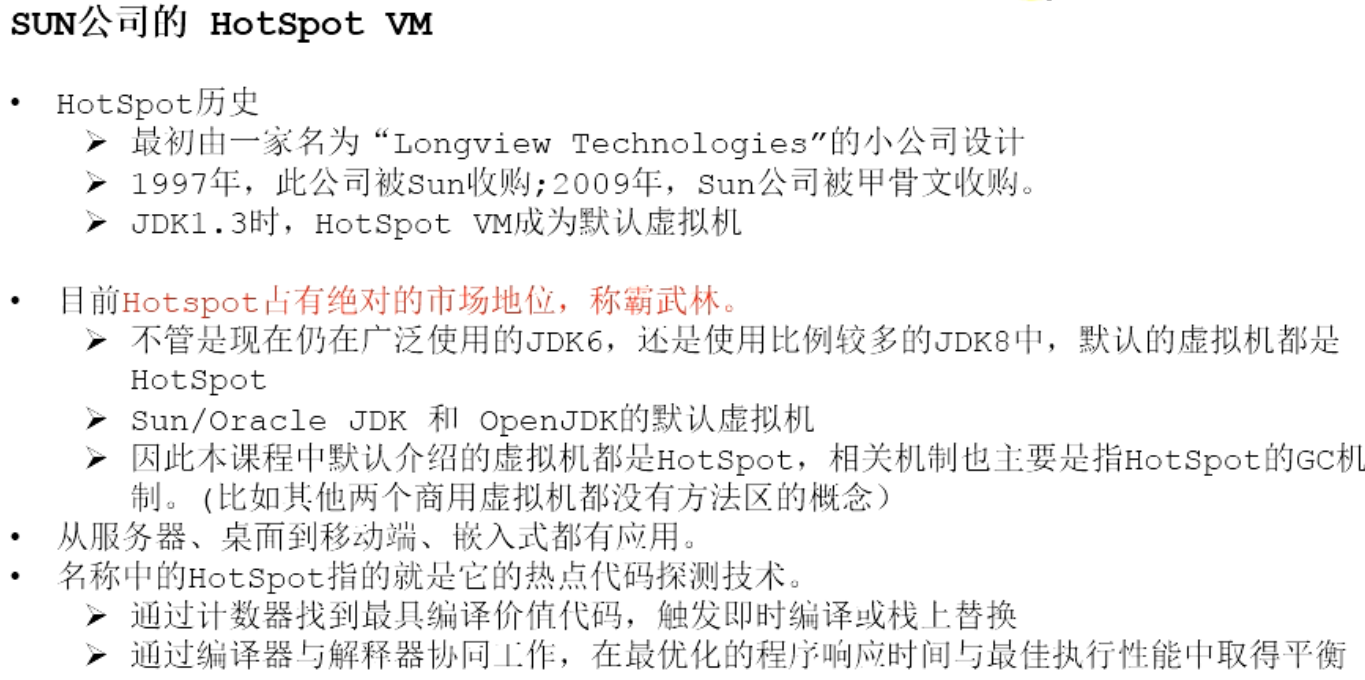 SUN公司的 HotSpot VM
• HotSpot历史
➢ 最初由一家名为“Longview Technologies”的小公司设计
➢ 1997年，此公司被Sun收购;2009年，Sun公司被甲骨文收购。
➢ JDK1.3时，HotSpot VM成为默认虚拟机
• 目前Hotspot占有绝对的市场地位，称霸武林。
➢ 不管是现在仍在广泛使用的JDK6，还是使用比例较多的JDK8中，默认的虚拟机都是
HotSpot
➢ Sun/Oracle JDK 和 OpenJDK的默认虚拟机
➢ 因此本课程中默认介绍的虚拟机都是HotSpot，相关机制也主要是指HotSpot的GC机
制。(比如其他两个商用虚拟机都没有方法区的概念）
• 从服务器、桌面到移动端、嵌入式都有应用。
• 名称中的HotSpot指的就是它的热点代码探测技术。
➢ 通过计数器找到最具编译价值代码，触发即时编译或栈上替换
➢ 通过编译器与解释器协同工作，在最优化的程序响应时间与最佳执行性能中取得平衡